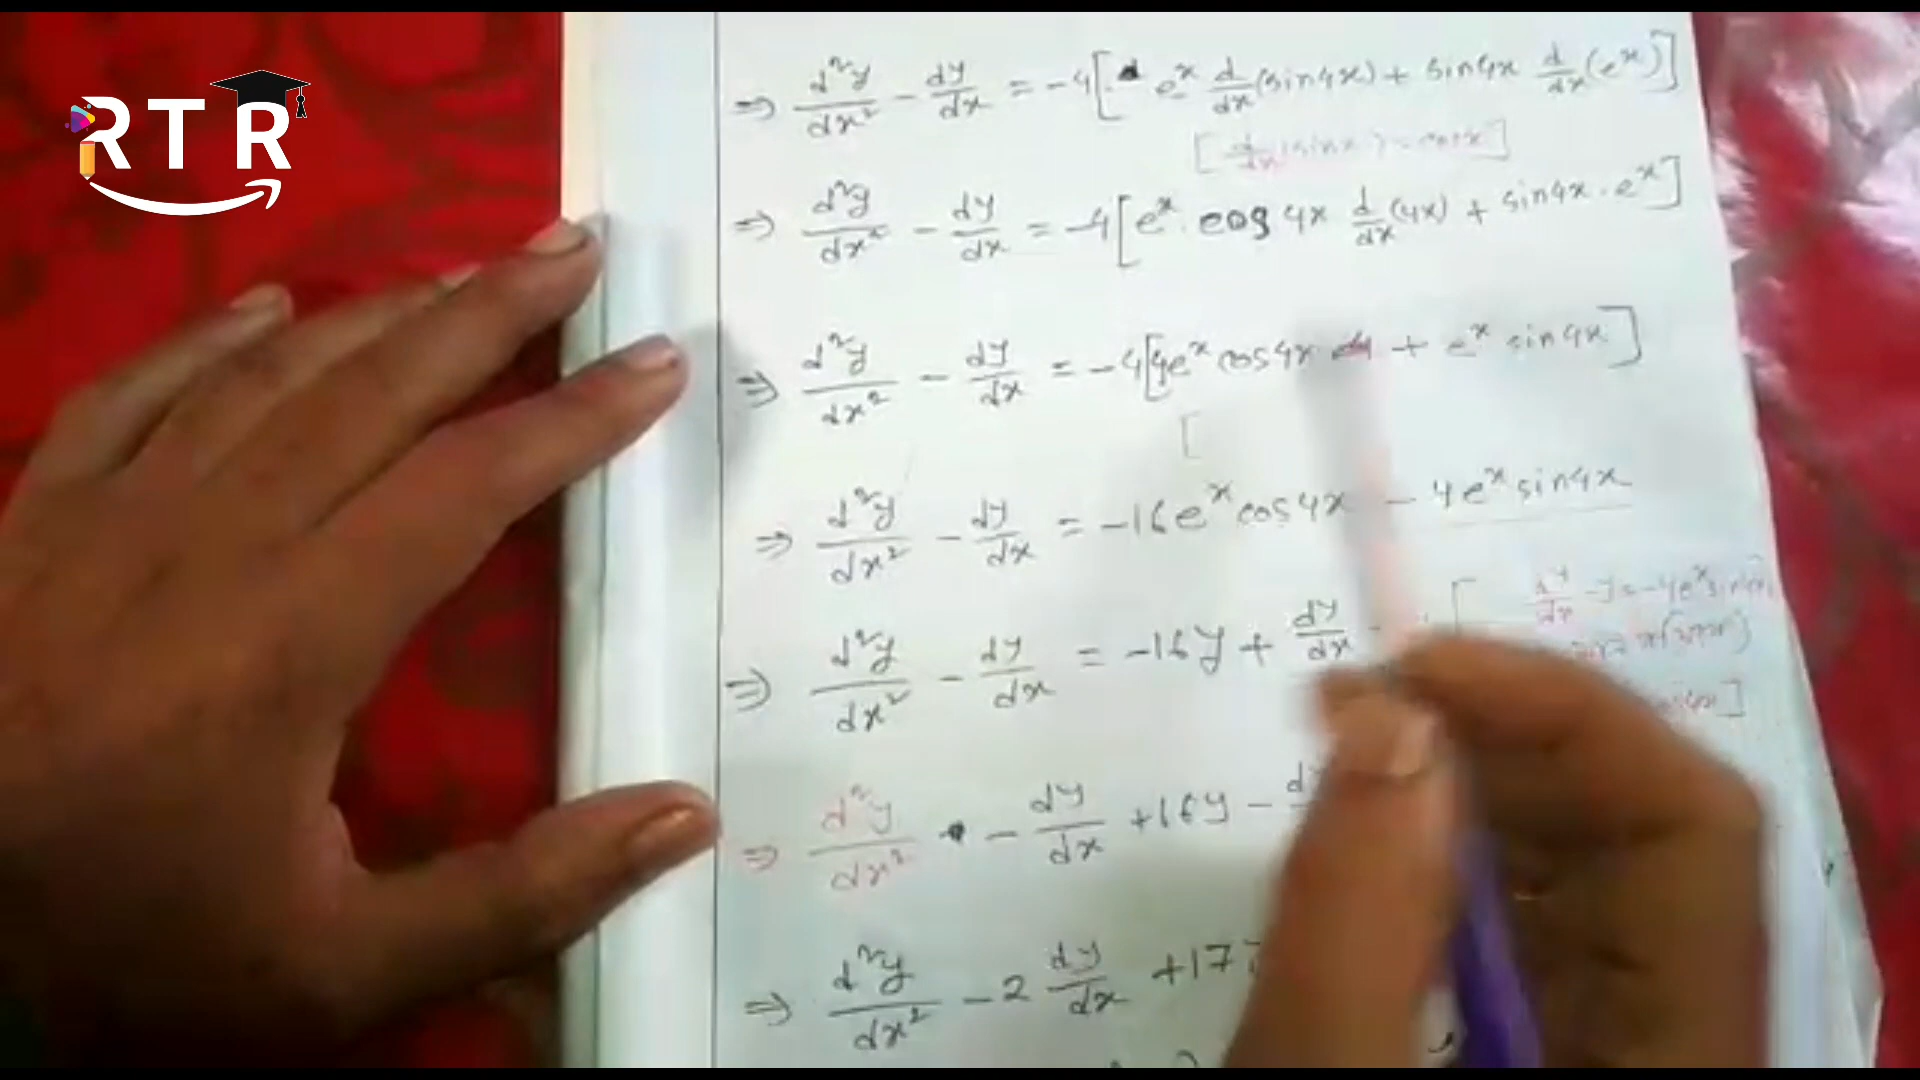 RTR
⇒ d²y/dx² - dy/dx = -4[ e^x d/dx (sin4x) + sin4x d/dx (e^x)]
⇒ d²y/dx² - dy/dx = -4[e^x . cos 4x d/dx (4x) + sin4x . e^x]
⇒ d²y/dx² - dy/dx = -4[4e^x cos4x + e^x sin4x]
[
⇒ d²y/dx² - dy/dx = -16e^x cos4x - 4e^x sin4x
⇒ d²y/dx² - dy/dx = -16y + dy/dx -
⇒ d²y/dx² - dy/dx + 16y -
⇒ d²y/dx² - 2 dy/dx + 17